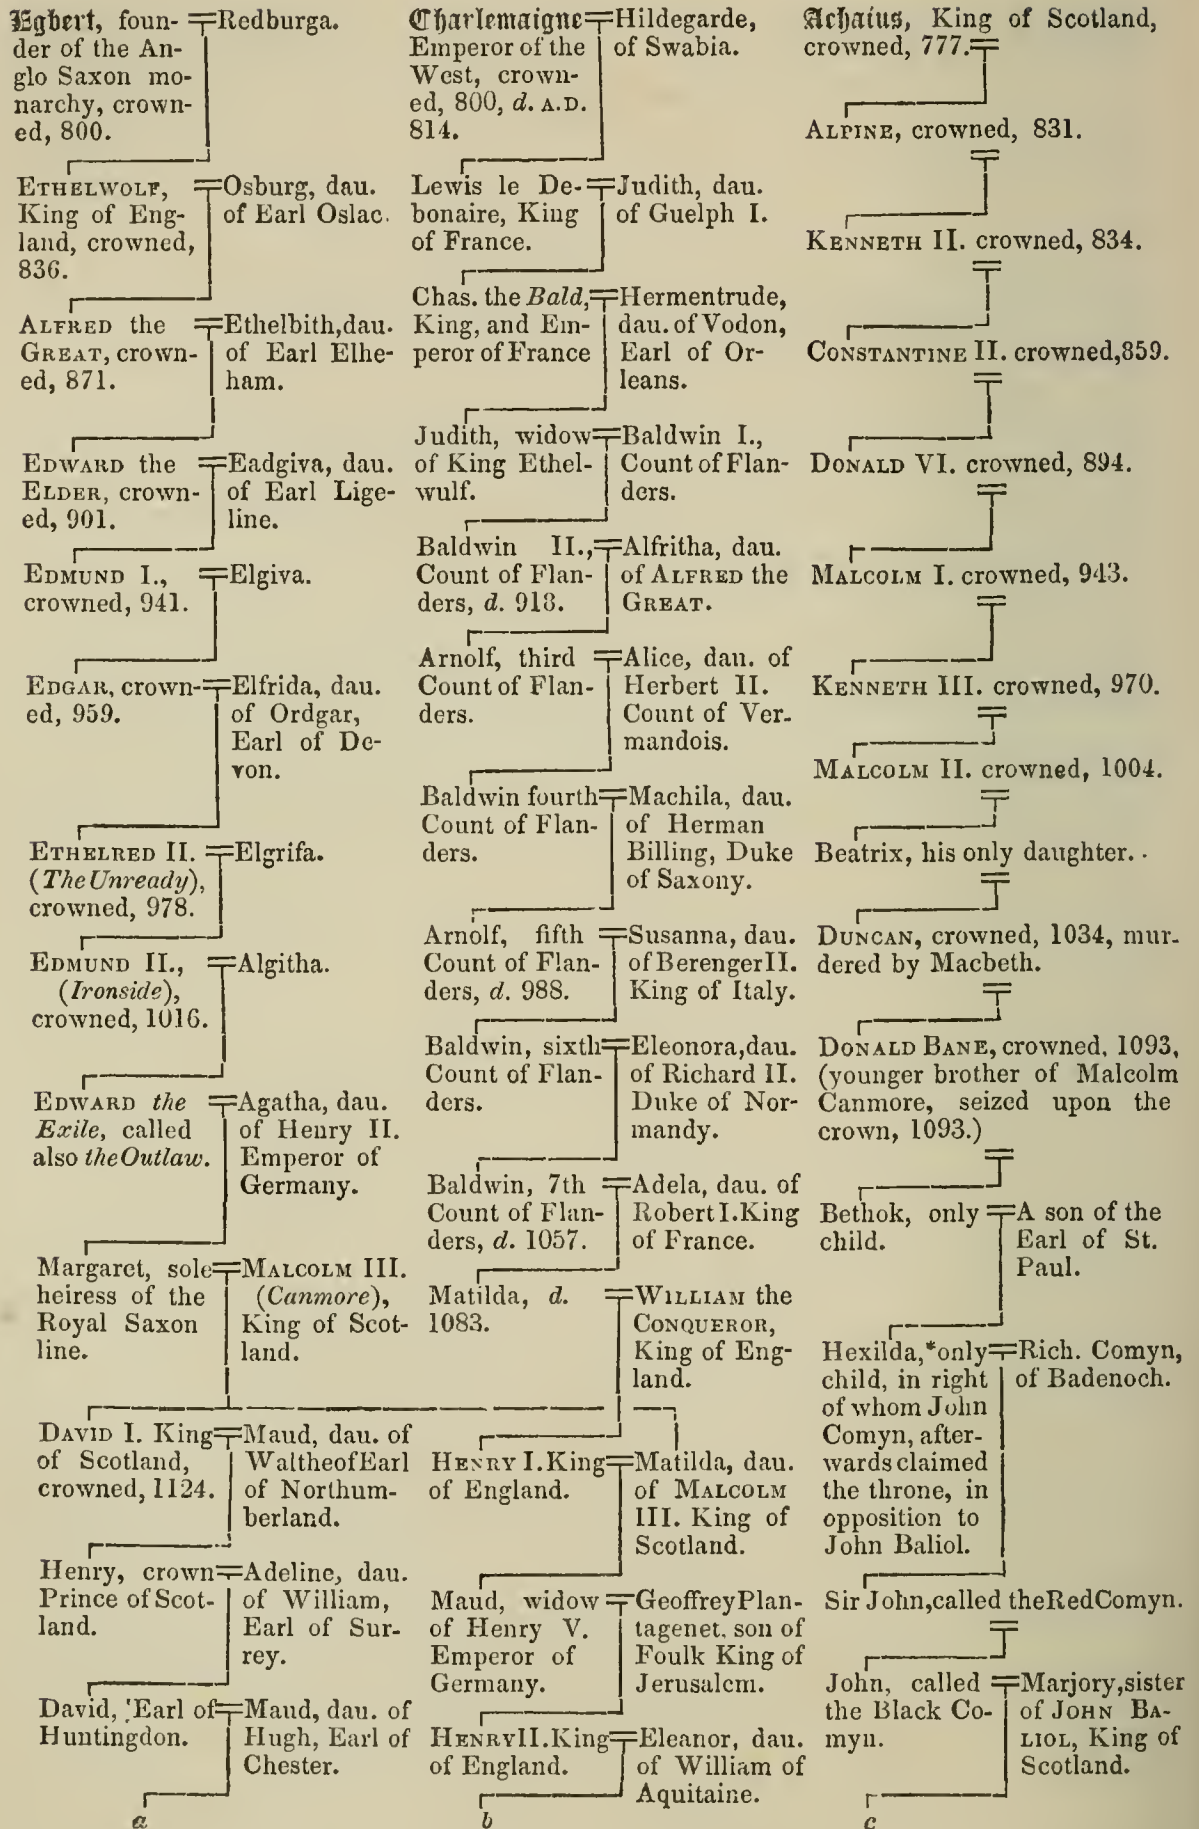 Egbert, foun-
der of the An-
glo Saxon mo-
narchy, crown-
ed, 800.
Redburga.
ETHELWOLF,
King of Eng-
land, crowned,
836.
Osburg, dau.
of Earl Oslac.
ALFRED the
GREAT, crown-
ed, 871.
Ethelbith, dau.
of Earl Elhe-
ham.
EDWARD the
ELDER, crown-
ed, 901.
Eadgiva, dau.
of Earl Lige-
line.
EDMUND I.,
crowned, 941.
Elgiva.
EDGAR, crown-
ed, 959.
Elfrida, dau.
of Ordgar,
Earl of De-
von.
ETHELRED II.
(The Unready),
crowned, 978.
Elgrifa.
EDMUND II.,
(Ironside),
crowned, 1016.
Algitha.
EDWARD the
Exile, called
also the Outlaw.
Agatha, dau.
of Henry II.
Emperor of
Germany.
Margaret, sole
heiress of the
Royal Saxon
line.
MALCOLM III.
(Canmore),
King of Scot-
land.
DAVID I. King
of Scotland,
crowned, 1124.
Maud, dau. of
Waltheof Earl
of Northum-
berland.
Henry, crown
Prince of Scot-
land.
Adeline, dau.
of William,
Earl of Sur-
rey.
David, Earl of
Huntingdon.
Maud, dau. of
Hugh, Earl of
Chester.
a
Charlemaigne
Emperor of the
West, crown-
ed, 800, d. A.D.
814.
Hildegarde,
of Swabia.
Lewis le De-
bonaire, King
of France.
Judith, dau.
of Guelph I.
Chas. the Bald,
King, and Em-
peror of France
Hermentrude,
dau. of Vodon,
Earl of Or-
leans.
Judith, widow
of King Ethel-
wulf.
Baldwin I.,
Count of Flan-
ders.
Baldwin II.,
Count of Flan-
ders, d. 918.
Alfritha, dau.
of ALFRED the
GREAT.
Arnolf, third
Count of Flan-
ders.
Alice, dau. of
Herbert II.
Count of Ver-
mandois.
Baldwin fourth
Count of Flan-
ders.
Machila, dau.
of Herman
Billing, Duke
of Saxony.
Arnolf, fifth
Count of Flan-
ders, d. 988.
Susanna, dau.
of Berenger II.
King of Italy.
Baldwin, sixth
Count of Flan-
ders.
Eleonora, dau.
of Richard II.
Duke of Nor-
mandy.
Baldwin, 7th
Count of Flan-
ders, d. 1057.
Adela, dau. of
Robert I. King
of France.
Matilda, d.
1083.
WILLIAM the
CONQUEROR,
King of Eng-
land.
HENRY I. King
of England.
Matilda, dau.
of MALCOLM
III. King of
Scotland.
Maud, widow
of Henry V.
Emperor of
Germany.
Geoffrey Plan-
tagenet, son of
Foulk King of
Jerusalem.
HENRY II. King
of England.
Eleanor, dau.
of William of
Aquitaine.
b
Achaius, King of Scotland,
crowned, 777.
ALPINE, crowned, 831.
KENNETH II. crowned, 834.
CONSTANTINE II. crowned, 859.
DONALD VI. crowned, 894.
MALCOLM I. crowned, 943.
KENNETH III. crowned, 970.
MALCOLM II. crowned, 1004.
Beatrix, his only daughter.
DUNCAN, crowned, 1034, mur-
dered by Macbeth.
DONALD BANE, crowned, 1093,
(younger brother of Malcolm
Canmore, seized upon the
crown, 1093.)
Bethok, only
child.
A son of the
Earl of St.
Paul.
Hexilda,* only
child, in right
of whom John
Comyn, after-
wards claimed
the throne, in
opposition to
John Baliol.
Rich. Comyn,
of Badenoch.
Sir John, called the Red Comyn.
John, called
the Black Co-
myn.
Marjory, sister
of JOHN BA-
LIOL, King of
Scotland.
c